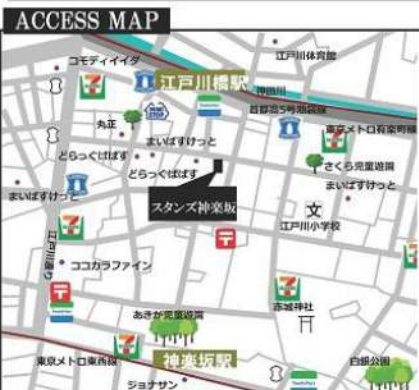 ACCESS MAP
コモディイイダ
江戸川体育館
江戸川橋駅
神田川
首都高5号池袋線
丸正
MINI STOP
東京メトロ有楽町線
まいばすけっと
どらっぐぱぱす
どらっぐぱぱす
さくら児童遊園
まいばすけっと
まいばすけっと
スタンズ神楽坂
文
江戸川小学校
江戸川通り
ココカラファイン
赤城神社
あきが児童遊園
FamilyMart
東京メトロ東西線
神楽坂駅
白銀公園
ジョナサン
FamilyMart